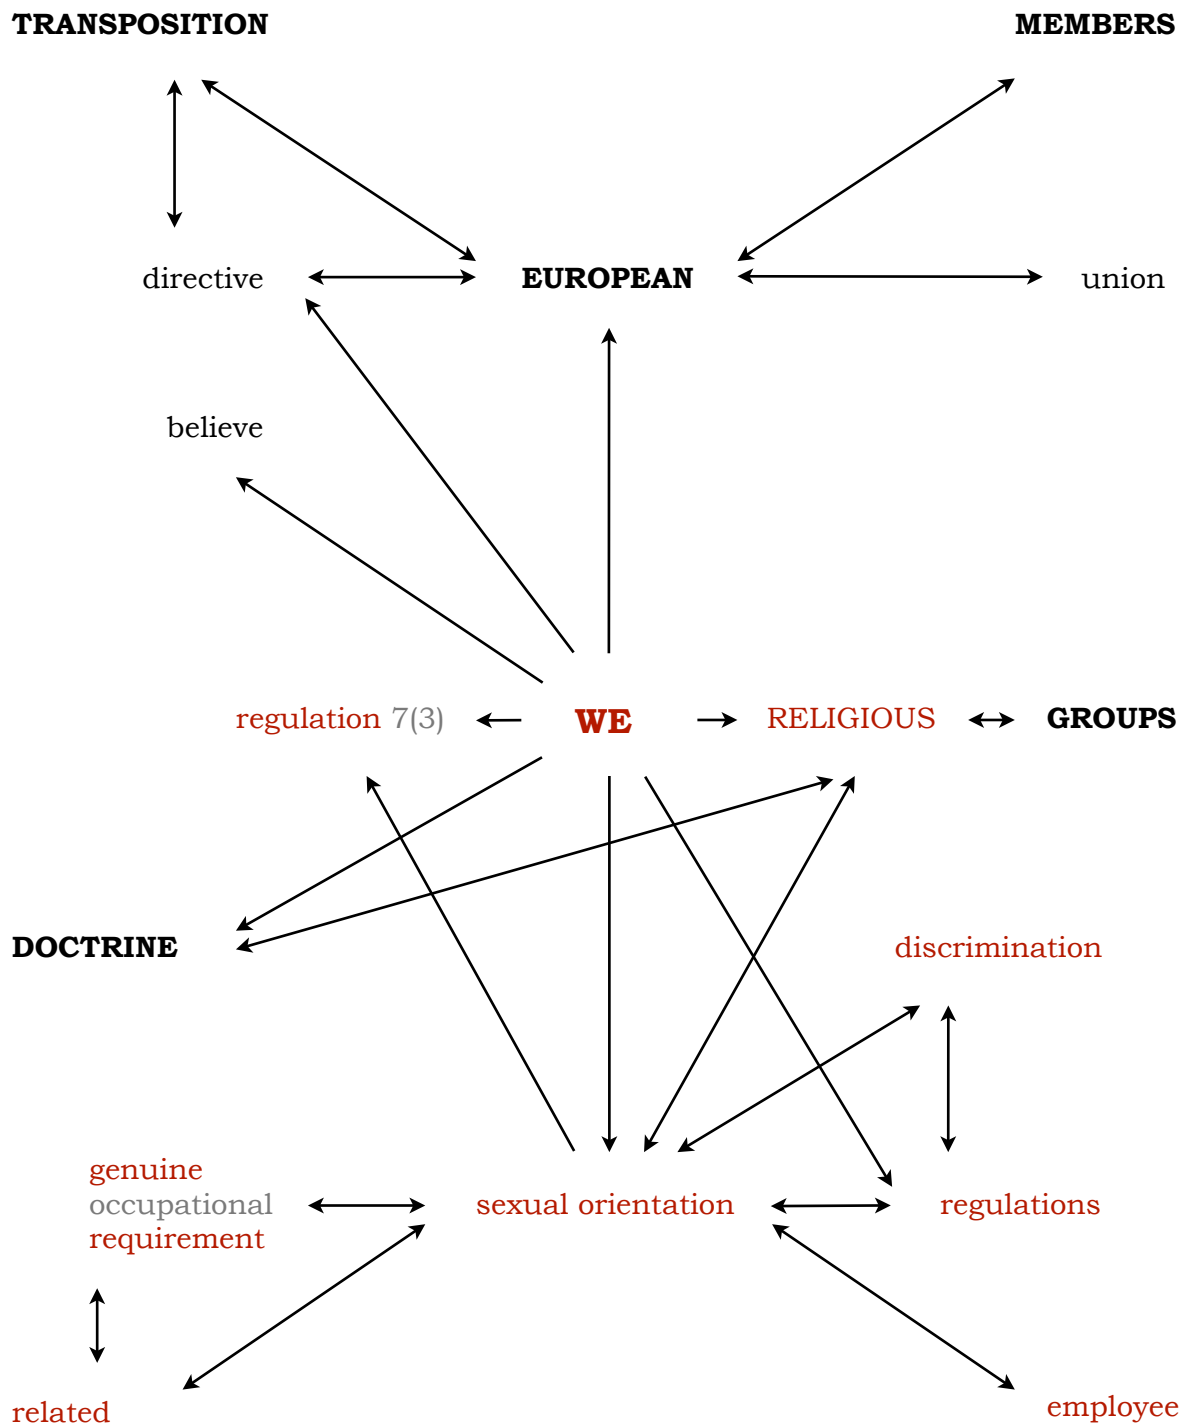 TRANSPOSITION
MEMBERS
directive
EUROPEAN
union
believe
regulation 7(3)
WE
RELIGIOUS
GROUPS
DOCTRINE
discrimination
genuine
occupational
requirement
sexual orientation
regulations
related
employee